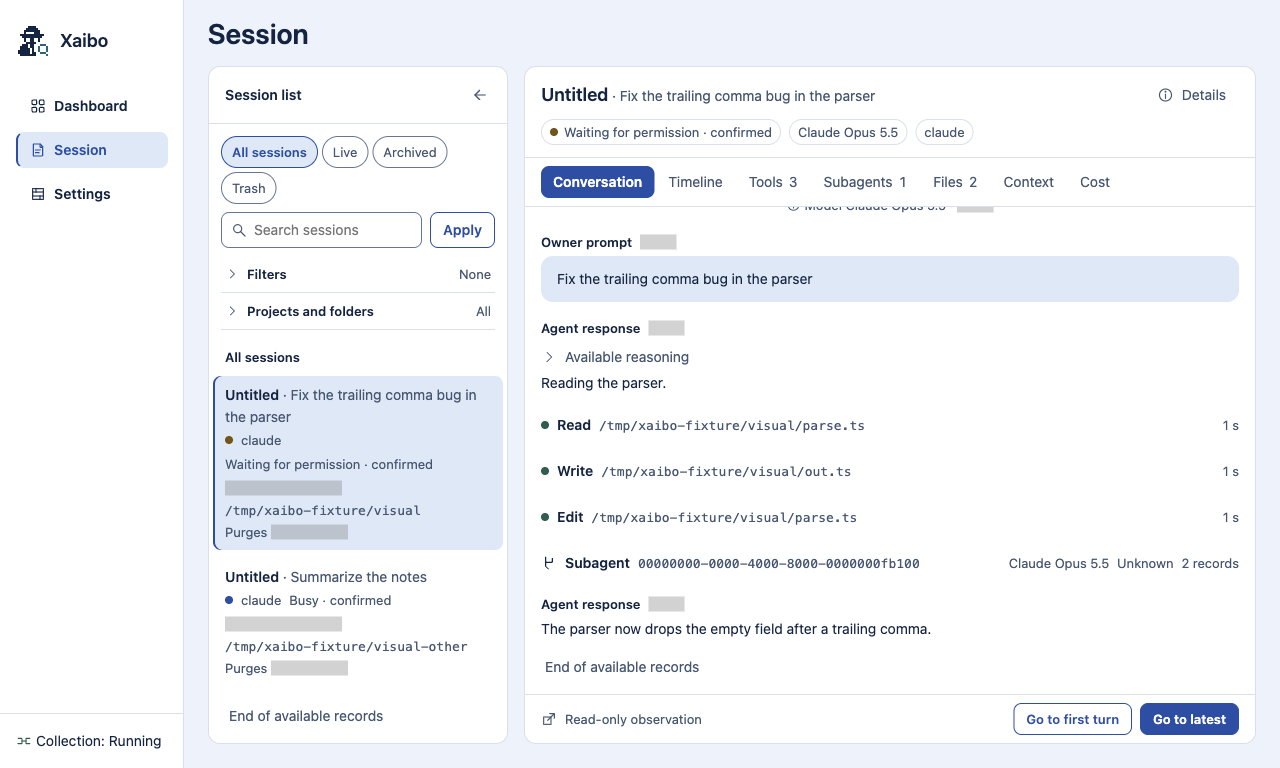 Xaibo
Dashboard
Session
Settings
Collection: Running
Session
Session list
All sessions
Live
Archived
Trash
Search sessions
Apply
Filters
None
Projects and folders
All
All sessions
Untitled · Fix the trailing comma bug in
the parser
claude
Waiting for permission · confirmed
/tmp/xaibo-fixture/visual
Purges
Untitled · Summarize the notes
claude Busy · confirmed
/tmp/xaibo-fixture/visual-other
Purges
End of available records
Untitled · Fix the trailing comma bug in the parser
Details
Waiting for permission · confirmed
Claude Opus 5.5
claude
Conversation
Timeline
Tools 3
Subagents 1
Files 2
Context
Cost
Model Claude Opus 5.5
Owner prompt
Fix the trailing comma bug in the parser
Agent response
Available reasoning
Reading the parser.
Read /tmp/xaibo-fixture/visual/parse.ts 1 s
Write /tmp/xaibo-fixture/visual/out.ts 1 s
Edit /tmp/xaibo-fixture/visual/parse.ts 1 s
Subagent 00000000-0000-4000-8000-0000000fb100 Claude Opus 5.5 Unknown 2 records
Agent response
The parser now drops the empty field after a trailing comma.
End of available records
Read-only observation
Go to first turn
Go to latest